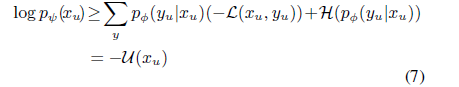 log p_ψ(x_u) ≥ ∑_y p_ϕ(y_u|x_u)(−ℒ(x_u, y_u))+ℋ(p_ϕ(y_u|x_u))
= −𝒰(x_u)
(7)